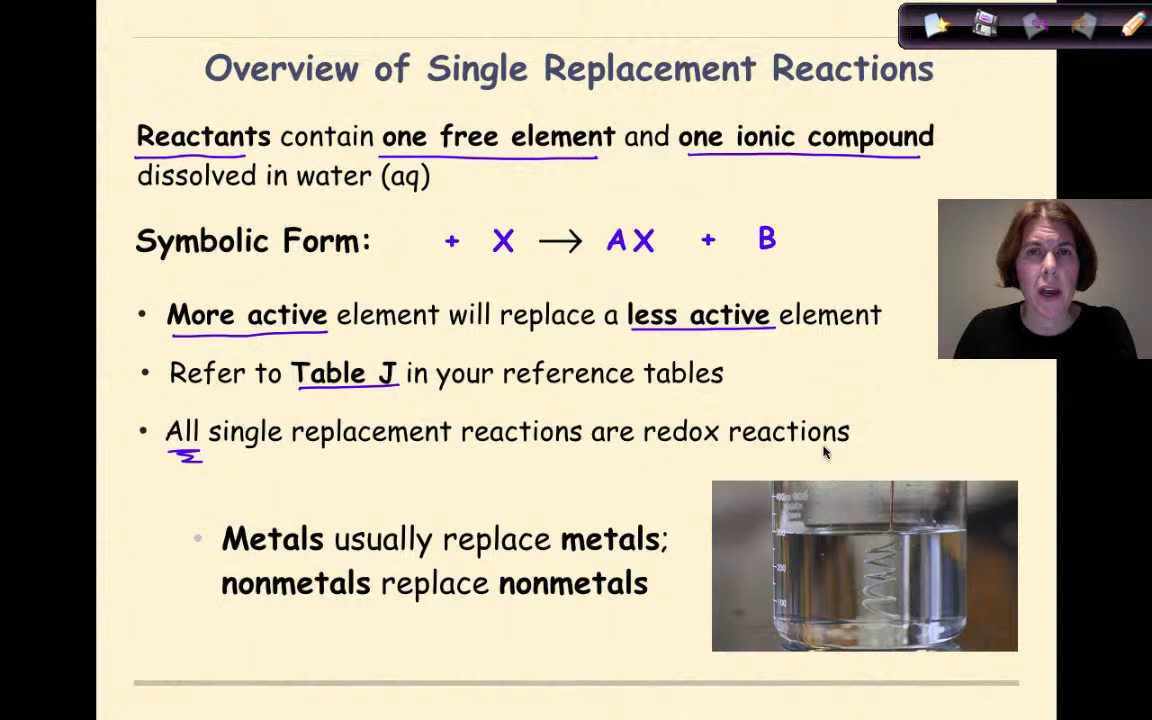 Overview of Single Replacement Reactions
Reactants contain one free element and one ionic compound
dissolved in water (aq)
Symbolic Form: + X → AX + B
• More active element will replace a less active element
• Refer to Table J in your reference tables
• All single replacement reactions are redox reactions
• Metals usually replace metals;
nonmetals replace nonmetals